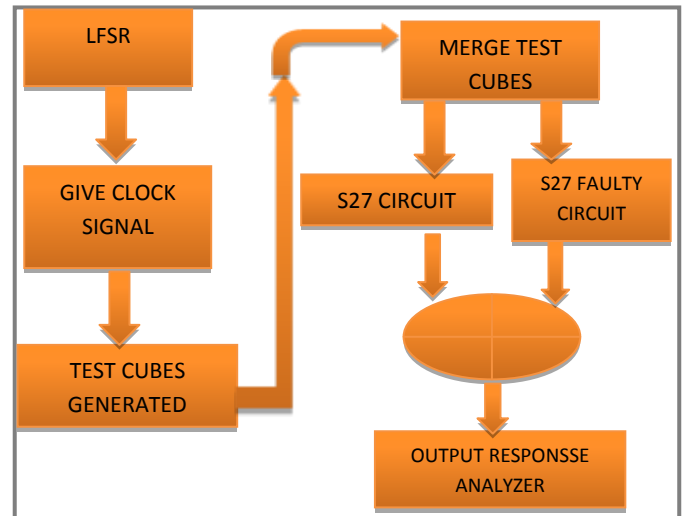 LFSR
GIVE CLOCK
SIGNAL
TEST CUBES
GENERATED
MERGE TEST
CUBES
S27 CIRCUIT
S27 FAULTY
CIRCUIT
OUTPUT RESPONSSE
ANALYZER